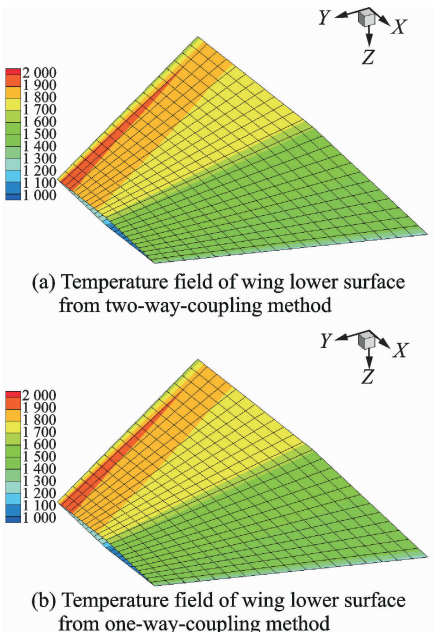 Y
X
Z
2 000
1 900
1 800
1 700
1 600
1 500
1 400
1 300
1 200
1 100
1 000
(a) Temperature field of wing lower surface
from two-way-coupling method
Y
X
Z
2 000
1 900
1 800
1 700
1 600
1 500
1 400
1 300
1 200
1 100
1 000
(b) Temperature field of wing lower surface
from one-way-coupling method